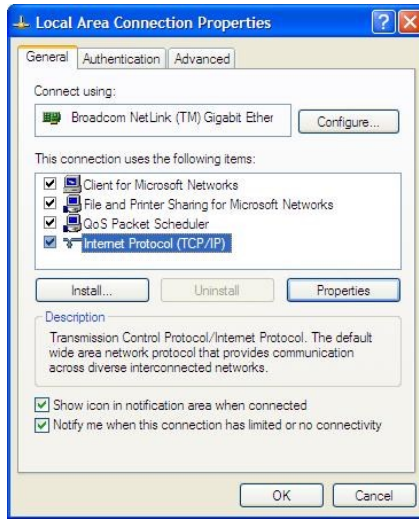 Local Area Connection Properties
General
Authentication
Advanced
Connect using:
Broadcom NetLink (TM) Gigabit Ether
Configure...
This connection uses the following items:
Client for Microsoft Networks
File and Printer Sharing for Microsoft Networks
QoS Packet Scheduler
Internet Protocol (TCP/IP)
Install...
Uninstall
Properties
Description
Transmission Control Protocol/Internet Protocol. The default
wide area network protocol that provides communication
across diverse interconnected networks.
Show icon in notification area when connected
Notify me when this connection has limited or no connectivity
OK
Cancel